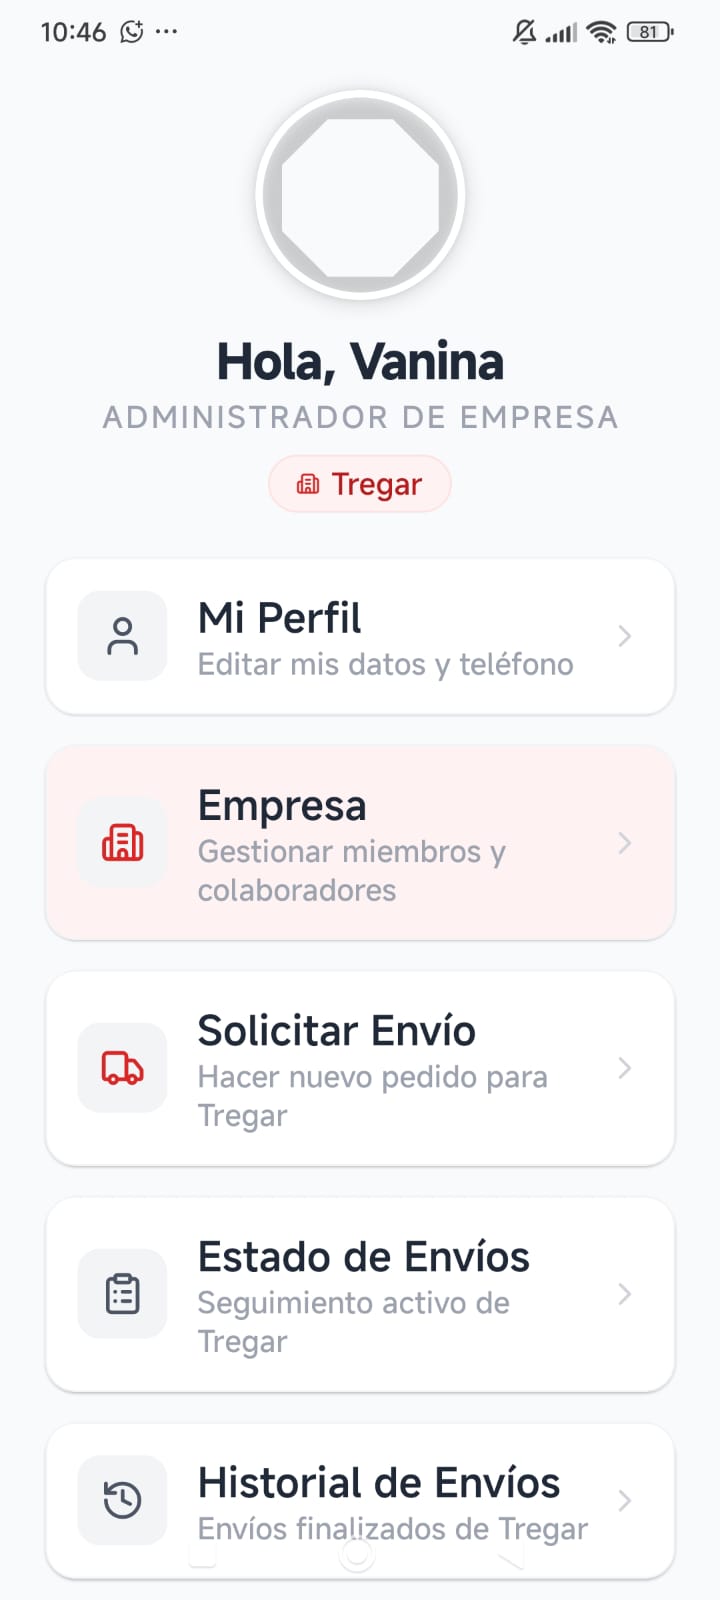 10:46
81
Hola, Vanina
ADMINISTRADOR DE EMPRESA
Tregar
Mi Perfil
Editar mis datos y teléfono
Empresa
Gestionar miembros y
colaboradores
Solicitar Envío
Hacer nuevo pedido para
Tregar
Estado de Envíos
Seguimiento activo de
Tregar
Historial de Envíos
Envíos finalizados de Tregar